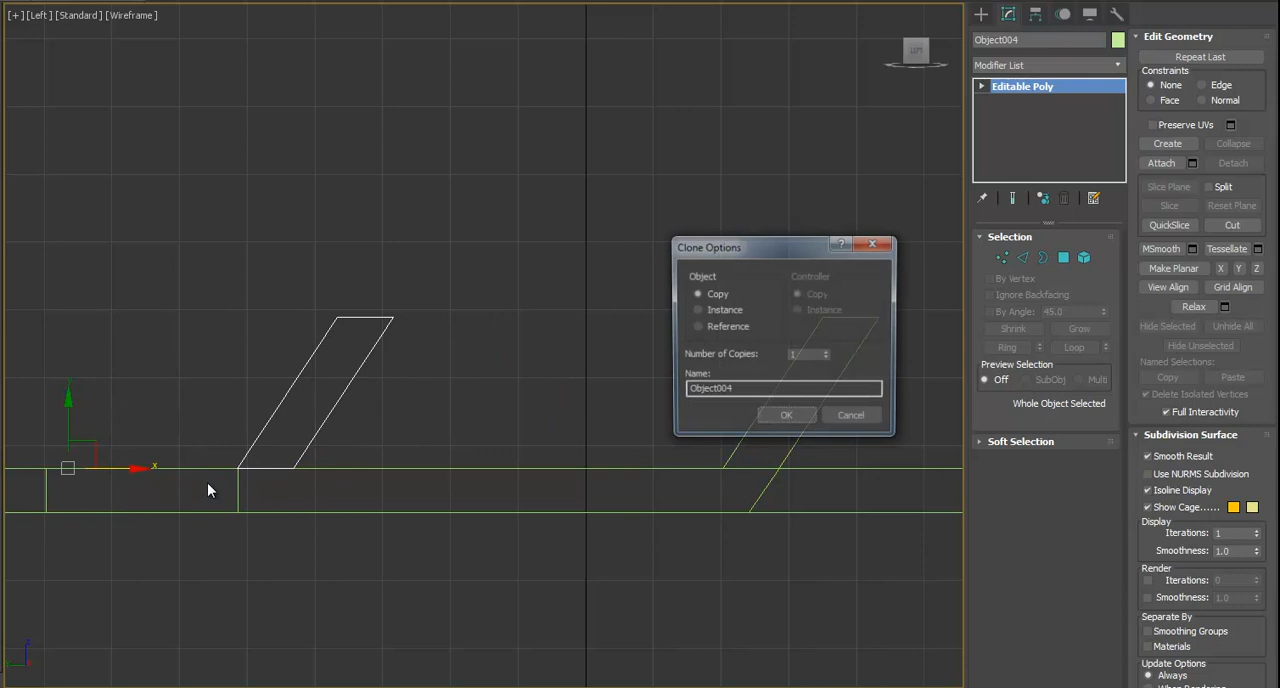 [+] [Left] [Standard] [Wireframe]
LEFT
x
Clone Options
Object
Controller
Copy
Copy
Instance
Instance
Reference
Number of Copies:
1
Name:
Object004
OK
Cancel
Object004
Modifier List
Editable Poly
Selection
By Vertex
Ignore Backfacing
By Angle: 45.0
Shrink
Grow
Ring
Loop
Preview Selection
Off
SubObj
Multi
Whole Object Selected
Soft Selection
Edit Geometry
Repeat Last
Constraints
None
Edge
Face
Normal
Preserve UVs
Create
Collapse
Attach
Detach
Slice Plane
Split
Slice
Reset Plane
QuickSlice
Cut
MSmooth
Tessellate
Make Planar
X
Y
Z
View Align
Grid Align
Relax
Hide Selected
Unhide All
Hide Unselected
Named Selections:
Copy
Paste
Delete Isolated Vertices
Full Interactivity
Subdivision Surface
Smooth Result
Use NURMS Subdivision
Isoline Display
Show Cage......
Display
Iterations: 1
Smoothness: 1.0
Render
Iterations: 0
Smoothness: 1.0
Separate By
Smoothing Groups
Materials
Update Options
Always
When Rendering